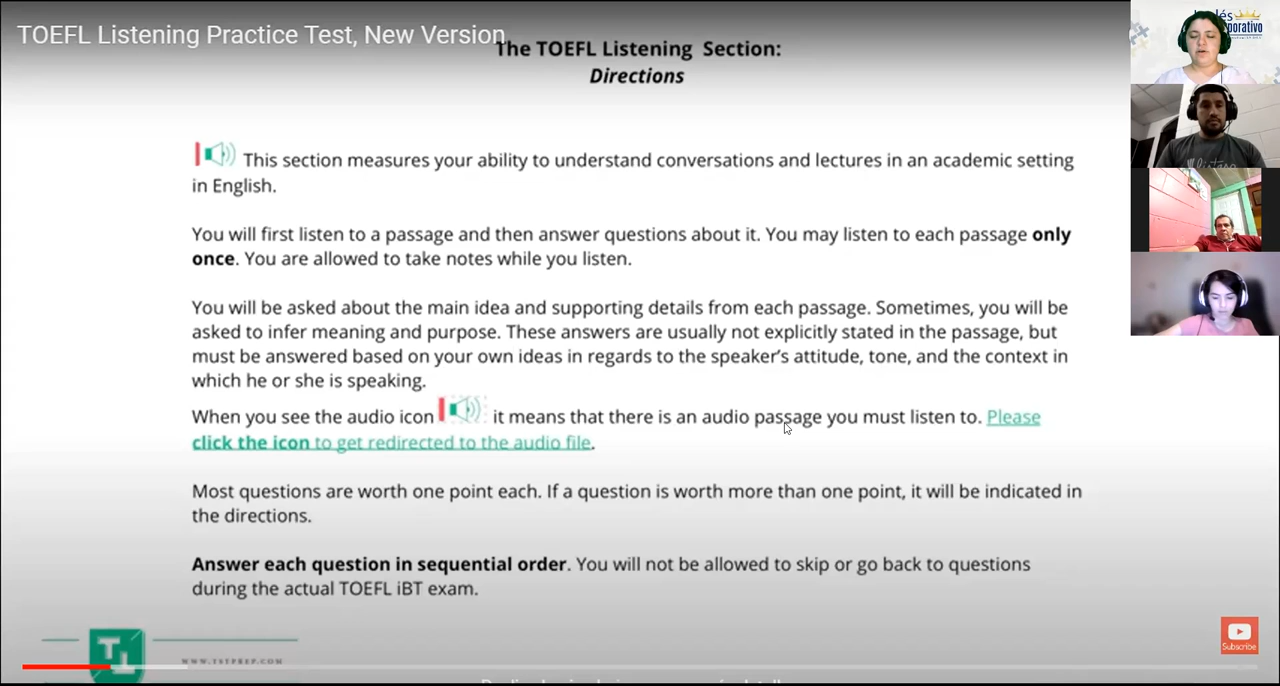 TOEFL Listening Practice Test, New Version
The TOEFL Listening Section:
Directions
This section measures your ability to understand conversations and lectures in an academic setting
in English.
You will first listen to a passage and then answer questions about it. You may listen to each passage only
once. You are allowed to take notes while you listen.
You will be asked about the main idea and supporting details from each passage. Sometimes, you will be
asked to infer meaning and purpose. These answers are usually not explicitly stated in the passage, but
must be answered based on your own ideas in regards to the speaker's attitude, tone, and the context in
which he or she is speaking.
When you see the audio icon it means that there is an audio passage you must listen to. Please
click the icon to get redirected to the audio file.
Most questions are worth one point each. If a question is worth more than one point, it will be indicated in
the directions.
Answer each question in sequential order. You will not be allowed to skip or go back to questions
during the actual TOEFL iBT exam.
WWW.TSTPREP.COM
Subscribe